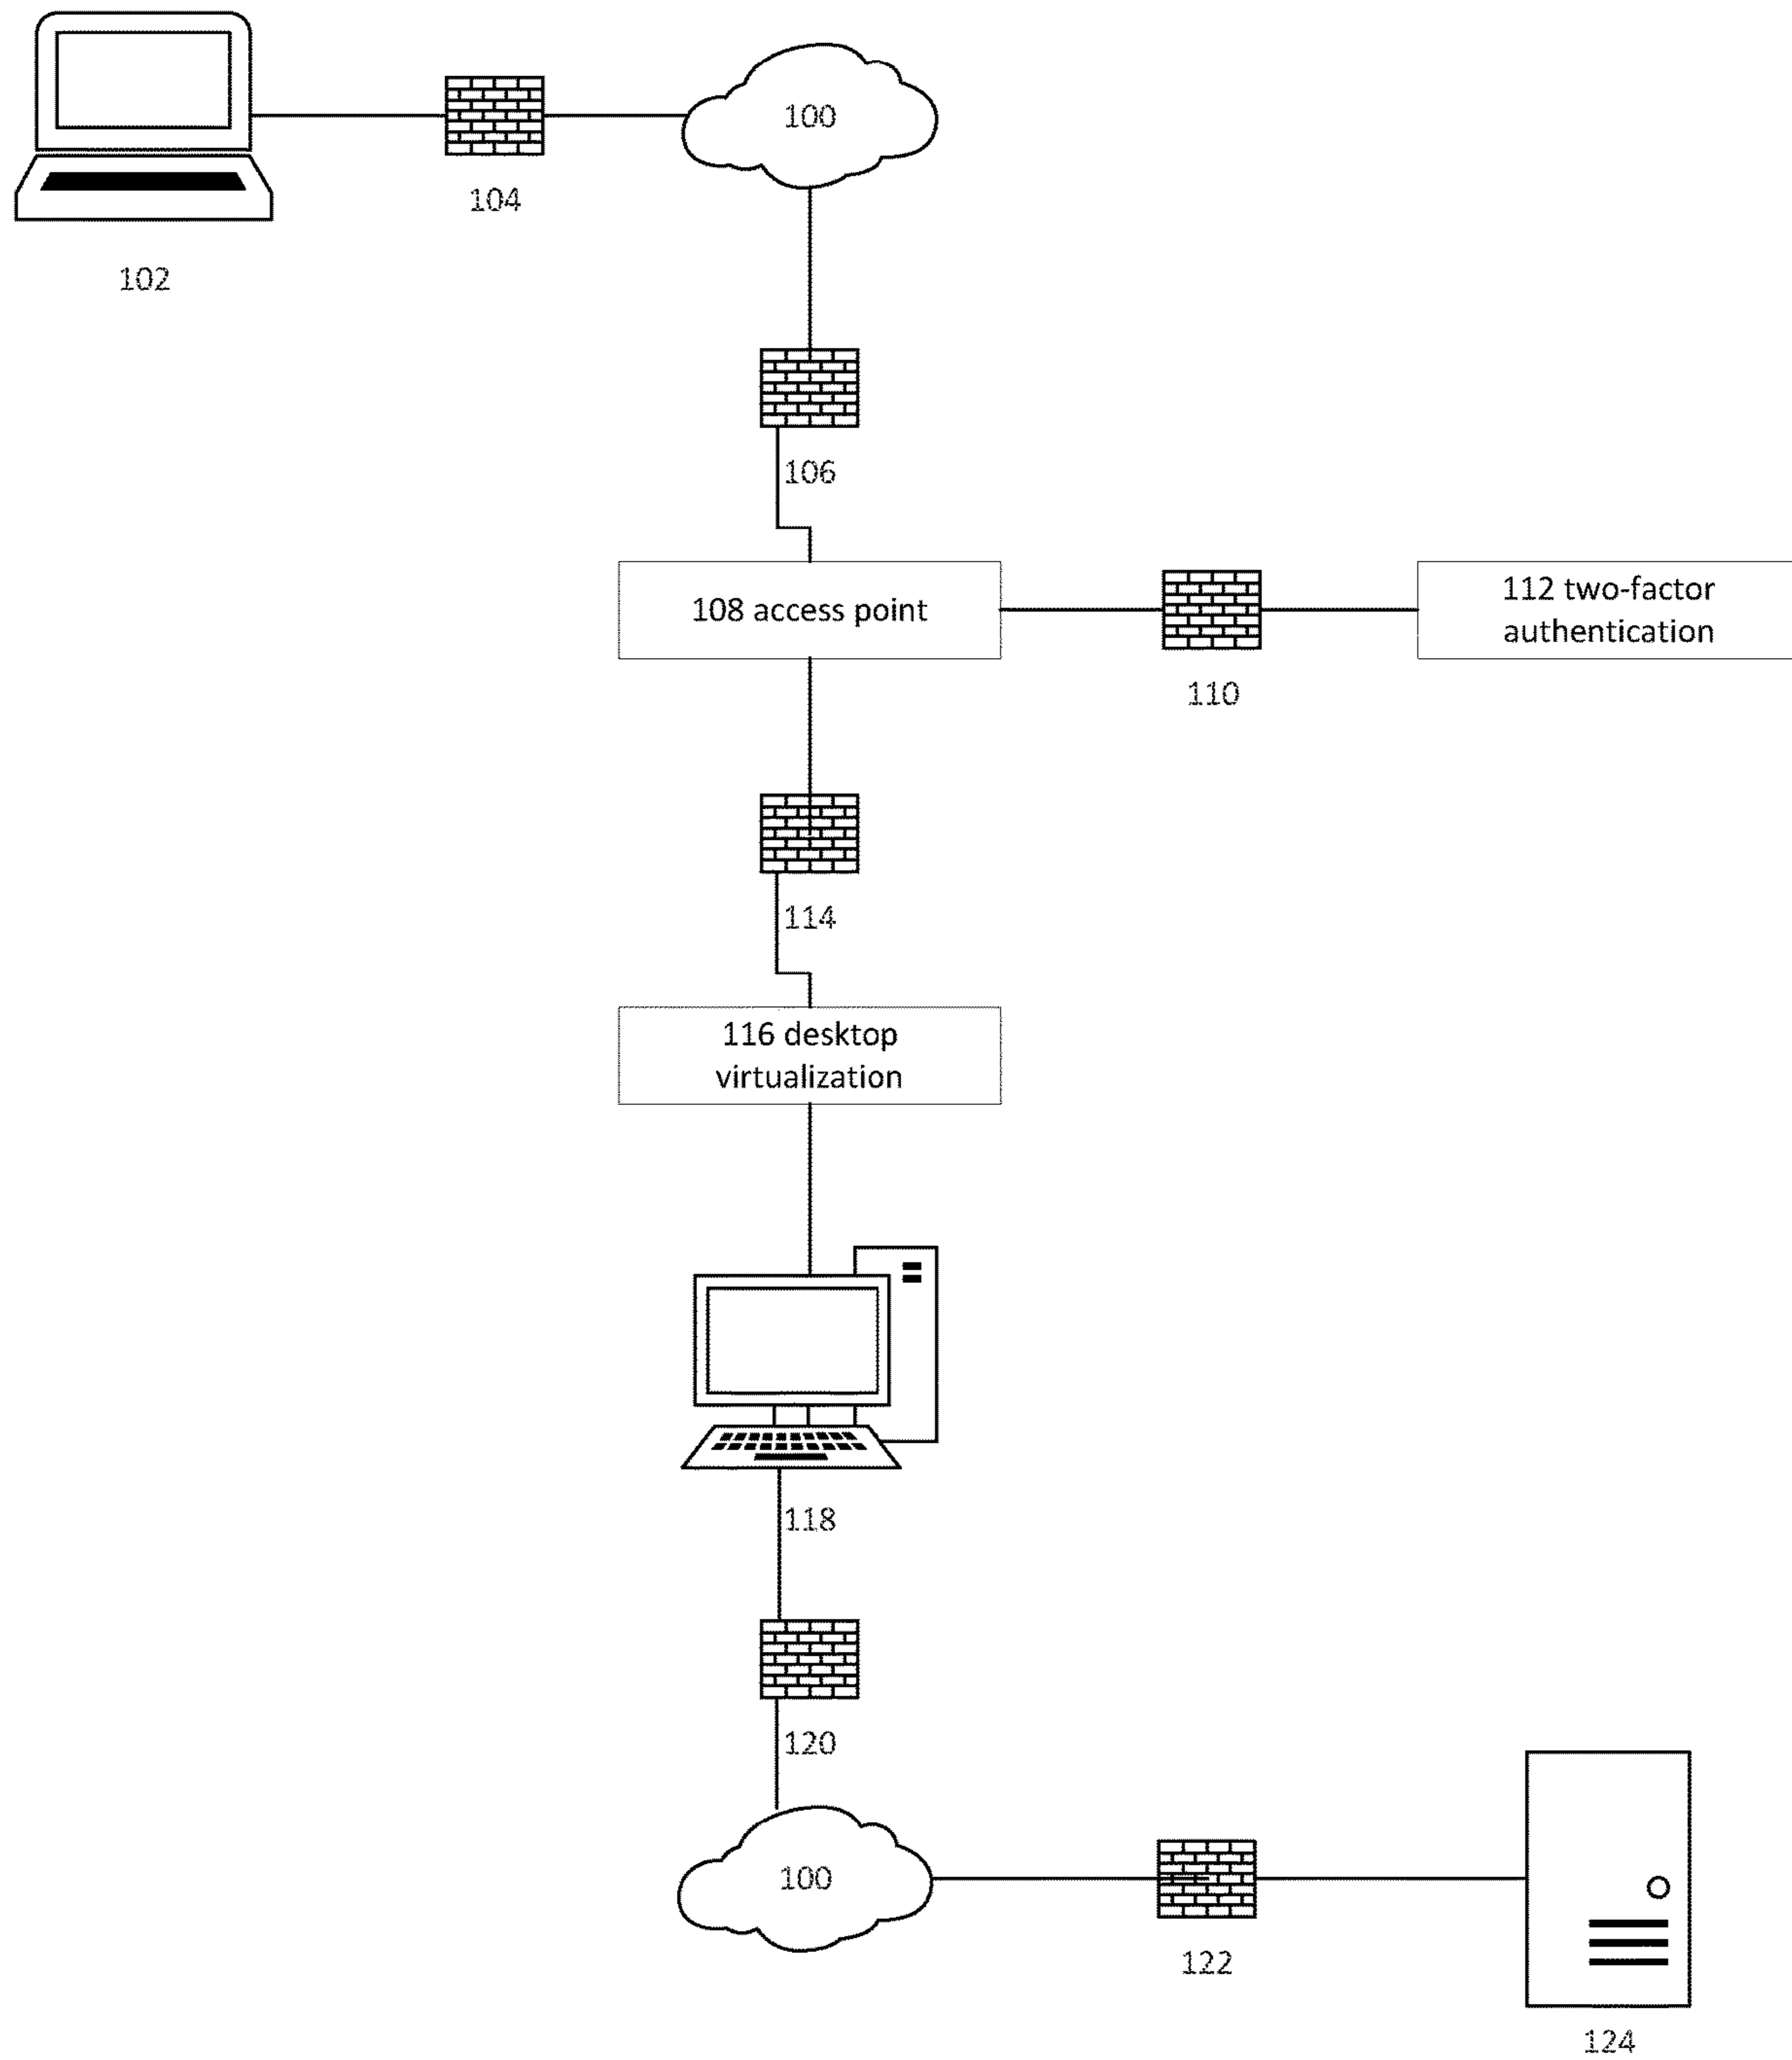 100
104
102
106
108 access point
112 two-factor
authentication
110
114
116 desktop
virtualization
118
120
100
122
124